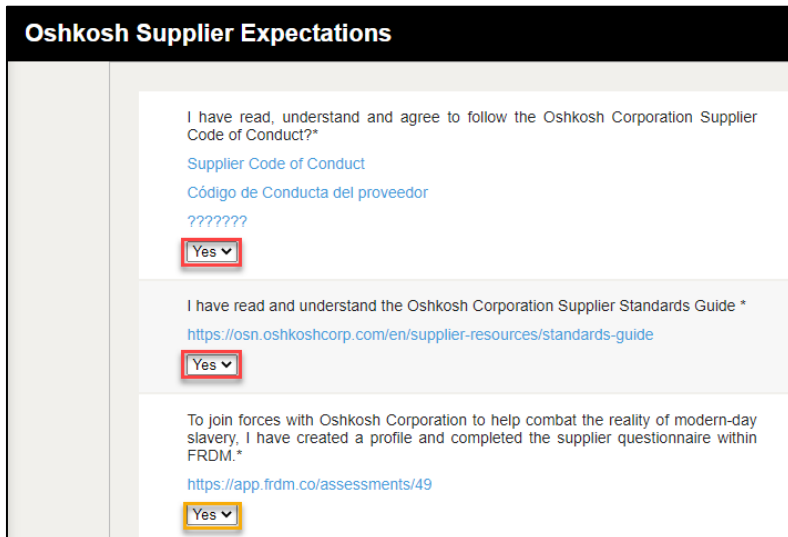 Oshkosh Supplier Expectations
I have read, understand and agree to follow the Oshkosh Corporation Supplier
Code of Conduct?*
Supplier Code of Conduct
Código de Conducta del proveedor
???????
Yes
I have read and understand the Oshkosh Corporation Supplier Standards Guide *
https://osn.oshkoshcorp.com/en/supplier-resources/standards-guide
Yes
To join forces with Oshkosh Corporation to help combat the reality of modern-day
slavery, I have created a profile and completed the supplier questionnaire within
FRDM.*
https://app.frdm.co/assessments/49
Yes